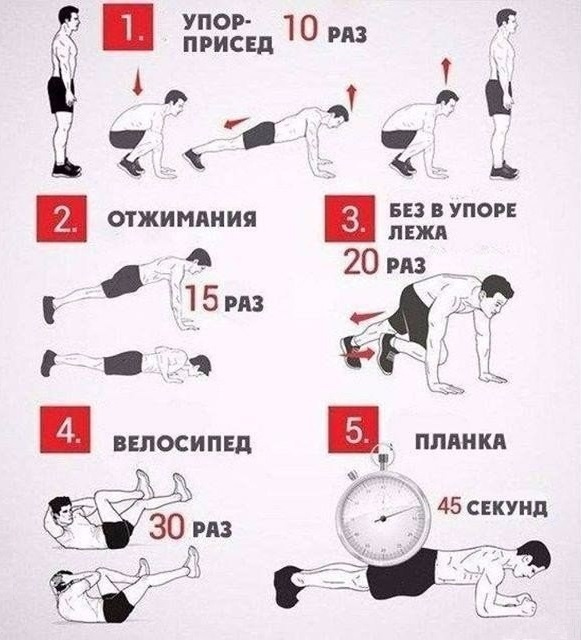 1. УПОР-
ПРИСЕД 10 РАЗ
2. ОТЖИМАНИЯ
15 РАЗ
3. БЕЗ В УПОРЕ
ЛЕЖА
20 РАЗ
4. ВЕЛОСИПЕД
30 РАЗ
5. ПЛАНКА
45 СЕКУНД